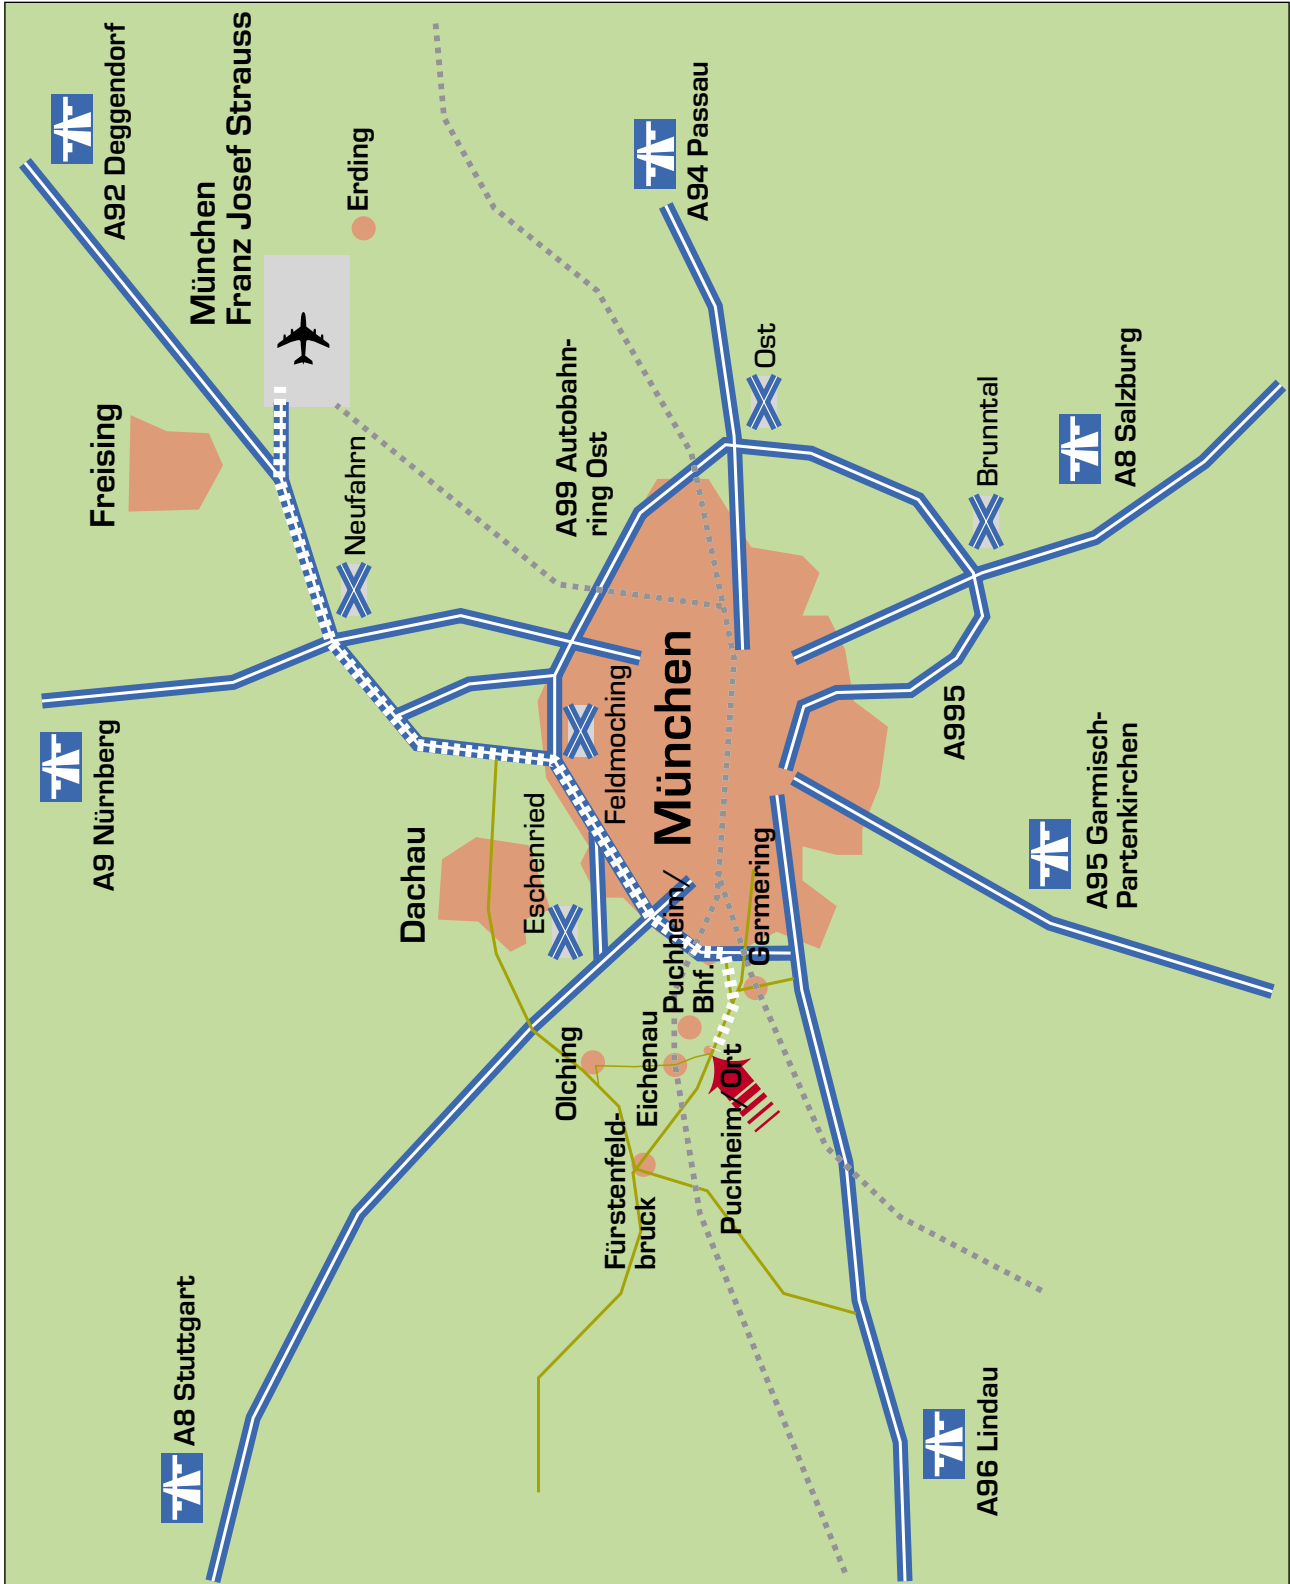 A92 Deggendorf
München
Franz Josef Strauss
Erding
Freising
Neufahrn
A9 Nürnberg
A99 Autobahn-
ring Ost
A94 Passau
Ost
Brunntal
A8 Salzburg
München
Feldmoching
Dachau
Eschenried
A995
A95 Garmisch-
Partenkirchen
Germering
Puchheim/
Bhf.
Olching
Eichenau
Puchheim/Ort
Fürstenfeld-
bruck
A8 Stuttgart
A96 Lindau